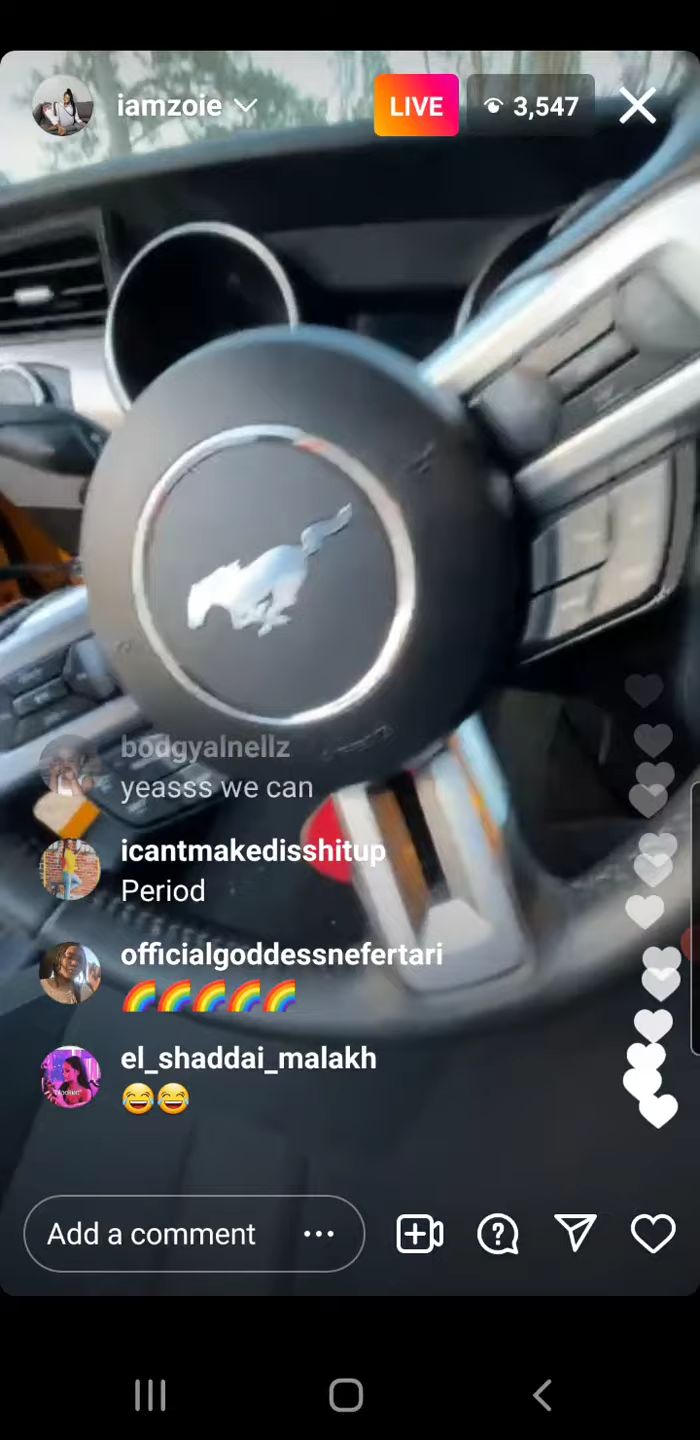 iamzoie
LIVE
3,547
bodgyalnellz
yeasss we can
icantmakedisshitup
Period
officialgoddessnefertari
🌈🌈🌈🌈🌈
el_shaddai_malakh
😂😂
Add a comment